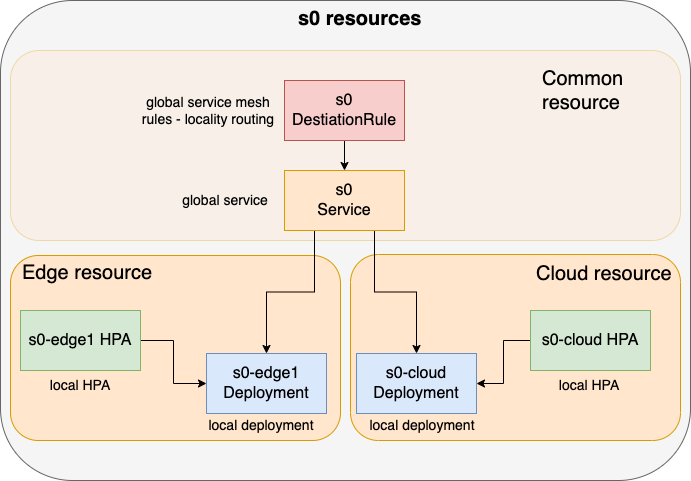 s0 resources
Common
resource
global service mesh
rules - locality routing
s0
DestiationRule
global service
s0
Service
Edge resource
Cloud resource
s0-edge1 HPA
local HPA
s0-edge1
Deployment
local deployment
s0-cloud
Deployment
local deployment
s0-cloud HPA
local HPA